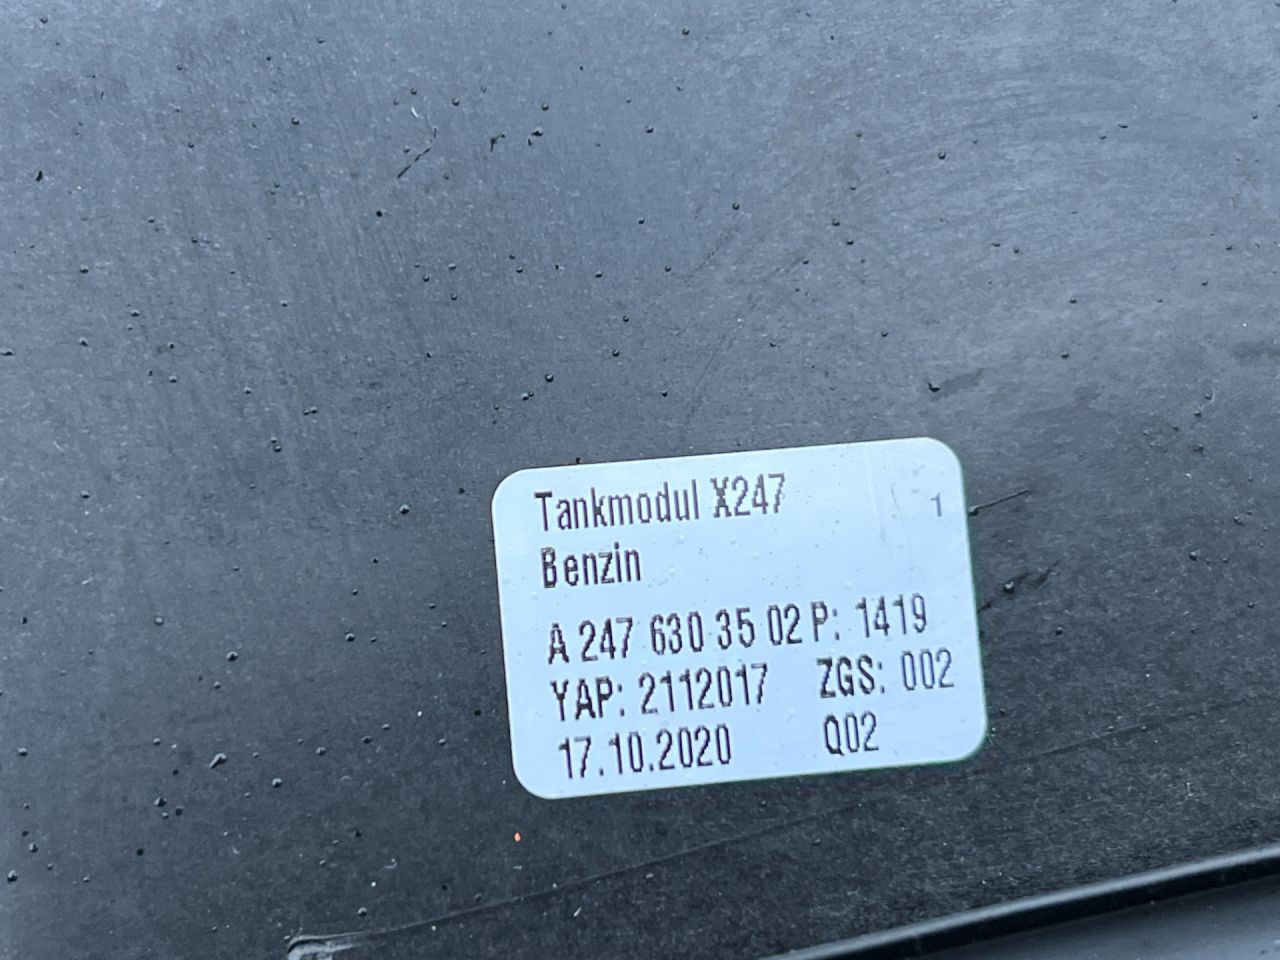 Tankmodul X247
1
Benzin
A 247 630 35 02 P: 1419
YAP: 2112017 ZGS: 002
17.10.2020 Q02